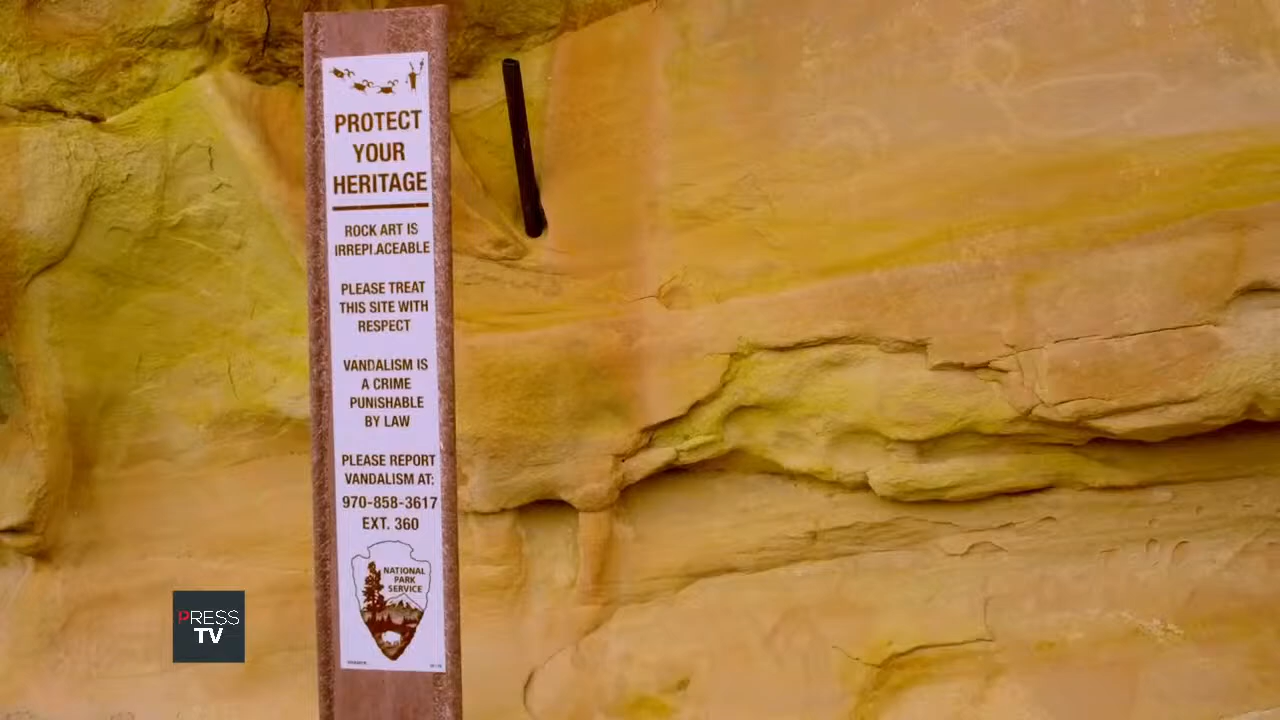 PROTECT
YOUR
HERITAGE
ROCK ART IS
IRREPLACEABLE
PLEASE TREAT
THIS SITE WITH
RESPECT
VANDALISM IS
A CRIME
PUNISHABLE
BY LAW
PLEASE REPORT
VANDALISM AT:
970-858-3617
EXT. 360
NATIONAL
PARK
SERVICE
PRESS
TV